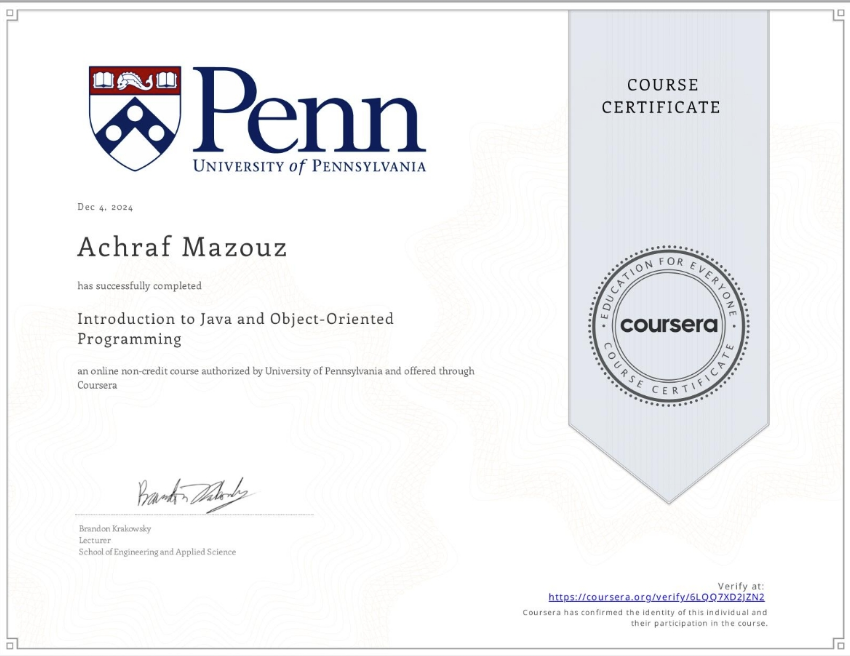 Penn
UNIVERSITY of PENNSYLVANIA
COURSE
CERTIFICATE
Dec 4, 2024
Achraf Mazouz
has successfully completed
Introduction to Java and Object-Oriented
Programming
an online non-credit course authorized by University of Pennsylvania and offered through
Coursera
EDUCATION FOR EVERYONE
coursera
COURSE CERTIFICATE
Brandon Krakowsky
Lecturer
School of Engineering and Applied Science
Verify at:
https://coursera.org/verify/6LQQ7XD2JZN2
Coursera has confirmed the identity of this individual and
their participation in the course.